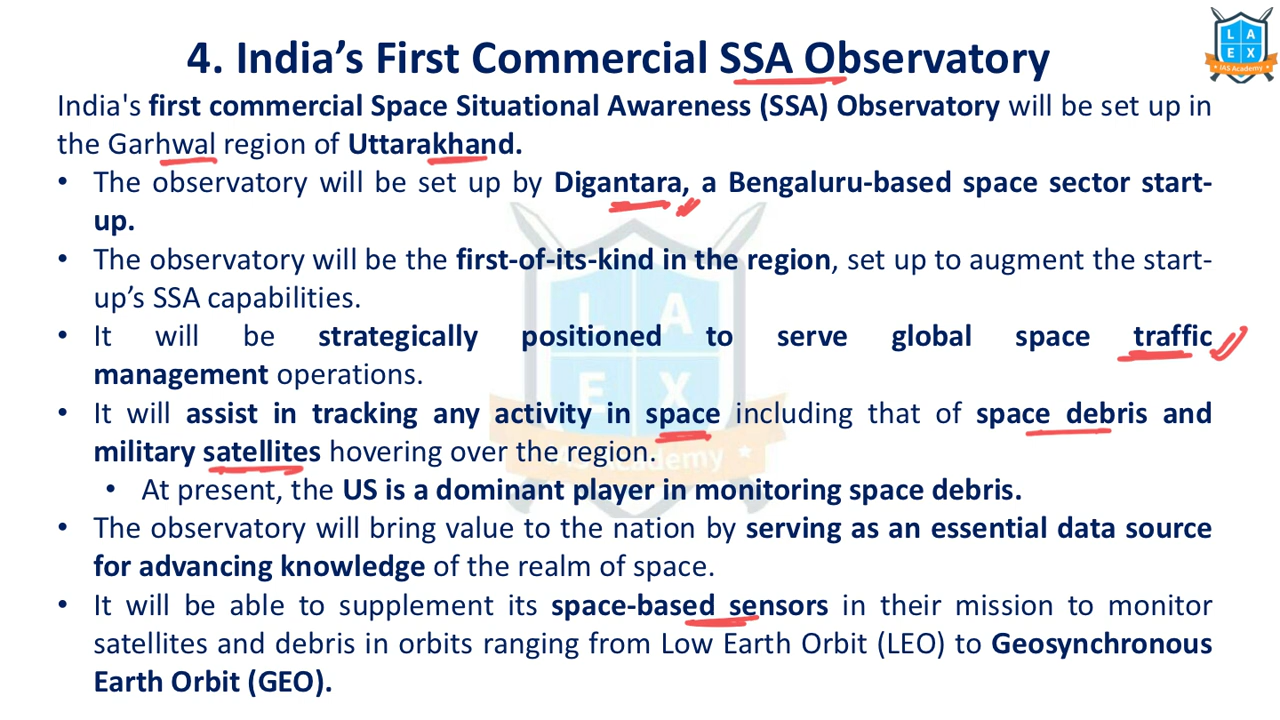 4. India's First Commercial SSA Observatory
L A
E X
IAS Academy
India's first commercial Space Situational Awareness (SSA) Observatory will be set up in
the Garhwal region of Uttarakhand.
• The observatory will be set up by Digantara, a Bengaluru-based space sector start-
up.
• The observatory will be the first-of-its-kind in the region, set up to augment the start-
up's SSA capabilities.
• It will be strategically positioned to serve global space traffic
management operations.
• It will assist in tracking any activity in space including that of space debris and
military satellites hovering over the region.
• At present, the US is a dominant player in monitoring space debris.
• The observatory will bring value to the nation by serving as an essential data source
for advancing knowledge of the realm of space.
• It will be able to supplement its space-based sensors in their mission to monitor
satellites and debris in orbits ranging from Low Earth Orbit (LEO) to Geosynchronous
Earth Orbit (GEO).
L A
E X
IAS Academy